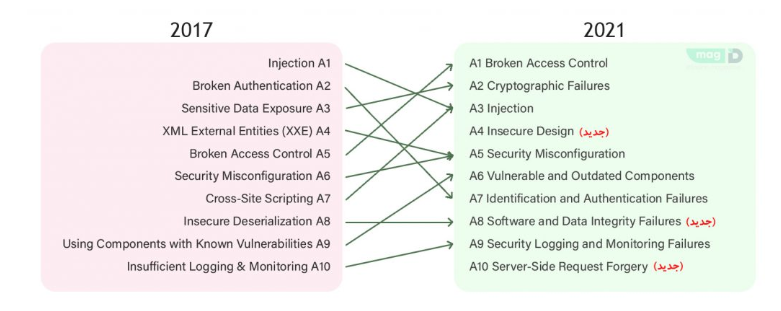 2017
Injection A1
Broken Authentication A2
Sensitive Data Exposure A3
XML External Entities (XXE) A4
Broken Access Control A5
Security Misconfiguration A6
Cross-Site Scripting A7
Insecure Deserialization A8
Using Components with Known Vulnerabilities A9
Insufficient Logging & Monitoring A10
2021
mag
A1 Broken Access Control
A2 Cryptographic Failures
A3 Injection
A4 Insecure Design (جدید)
A5 Security Misconfiguration
A6 Vulnerable and Outdated Components
A7 Identification and Authentication Failures
A8 Software and Data Integrity Failures (جدید)
A9 Security Logging and Monitoring Failures
A10 Server-Side Request Forgery (جدید)